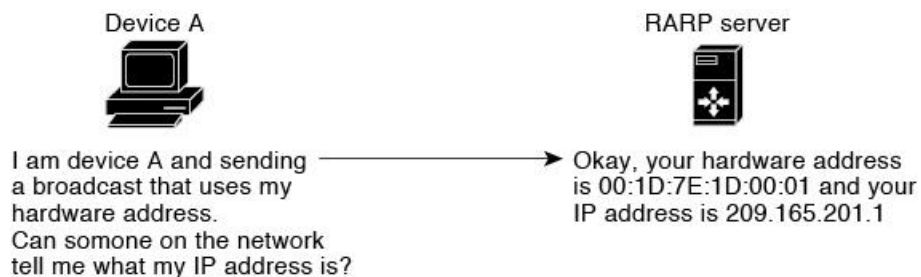 Device A
RARP server
I am device A and sending
a broadcast that uses my
hardware address.
Can somone on the network
tell me what my IP address is?
Okay, your hardware address
is 00:1D:7E:1D:00:01 and your
IP address is 209.165.201.1